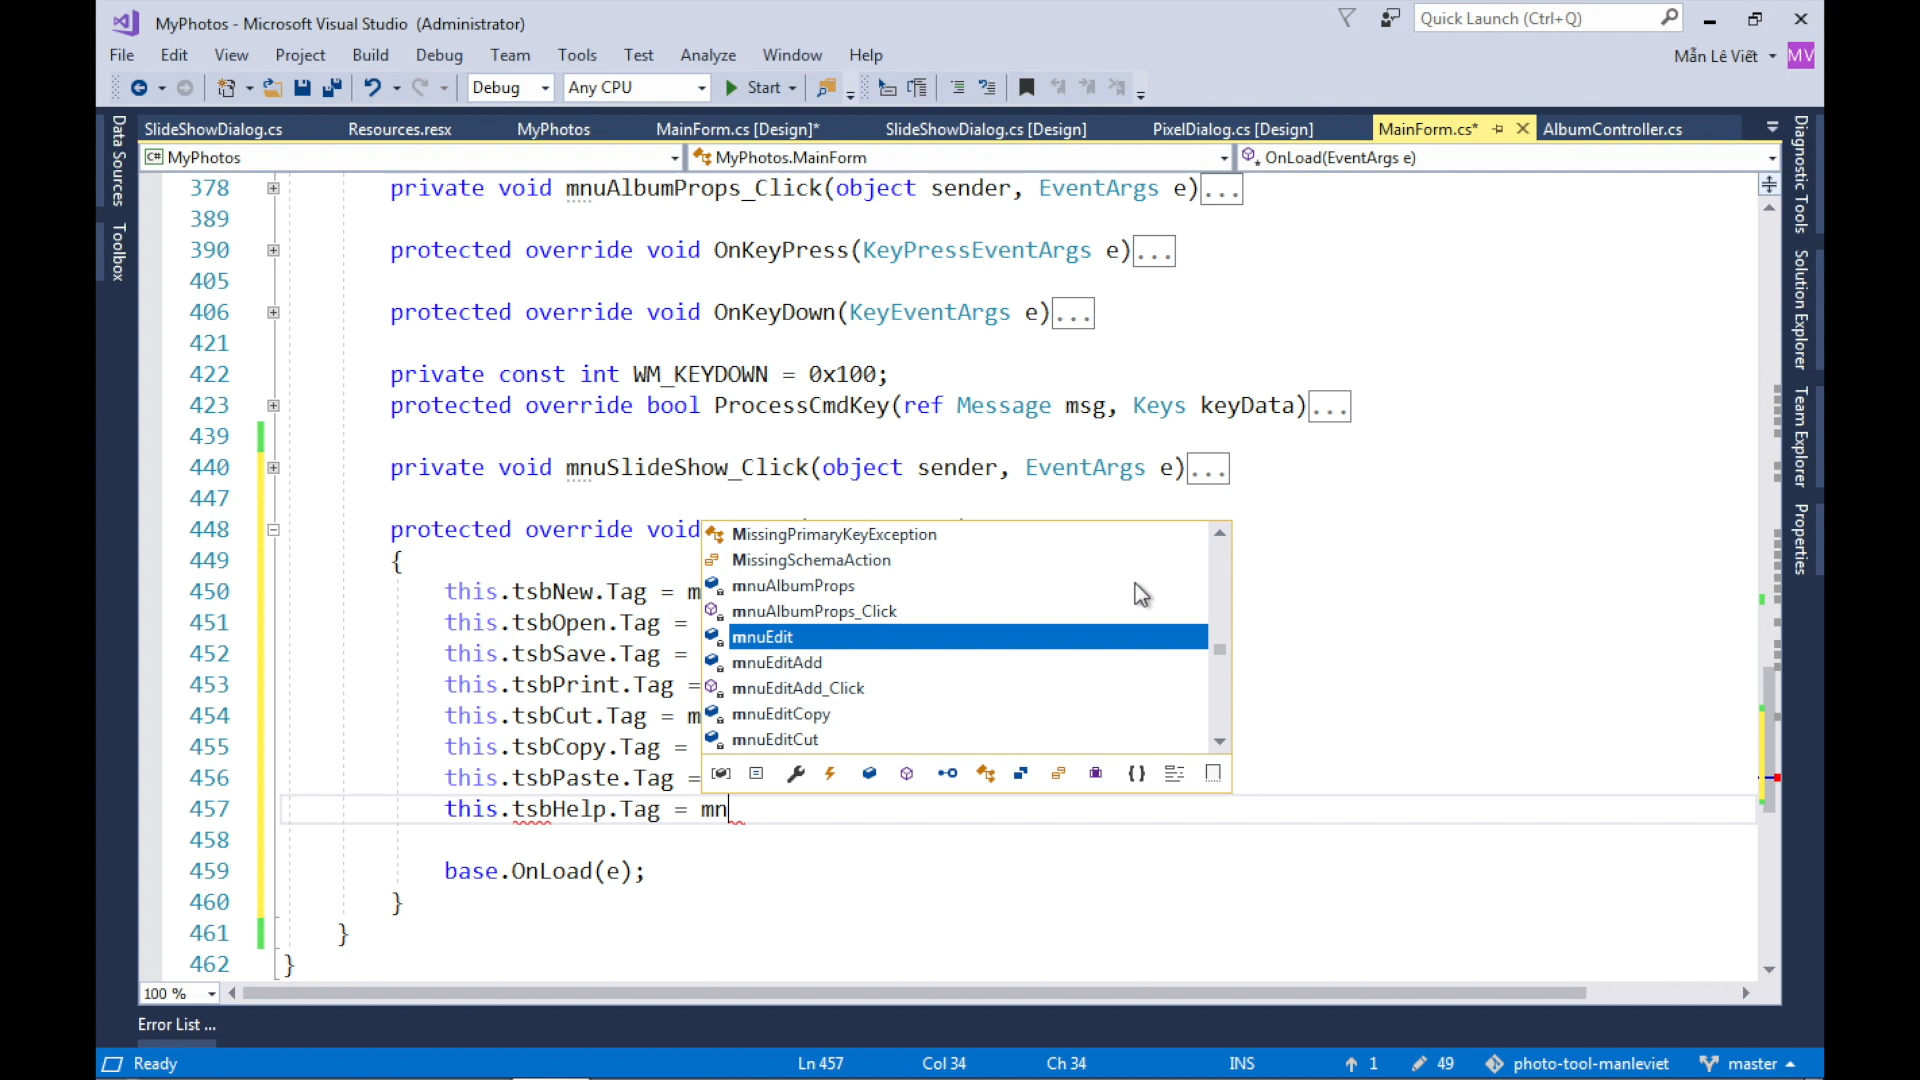 MyPhotos - Microsoft Visual Studio (Administrator)
Quick Launch (Ctrl+Q)
File Edit View Project Build Debug Team Tools Test Analyze Window Help
Mẫn Lê Viết
MV
Debug Any CPU Start
SlideShowDialog.cs Resources.resx MyPhotos MainForm.cs [Design]* SlideShowDialog.cs [Design] PixelDialog.cs [Design] MainForm.cs* AlbumController.cs
C# MyPhotos MyPhotos.MainForm OnLoad(EventArgs e)
Data Sources
Toolbox
Diagnostic Tools
Solution Explorer
Team Explorer
Properties
378 private void mnuAlbumProps_Click(object sender, EventArgs e)...
389
390 protected override void OnKeyPress(KeyPressEventArgs e)...
405
406 protected override void OnKeyDown(KeyEventArgs e)...
421
422 private const int WM_KEYDOWN = 0x100;
423 protected override bool ProcessCmdKey(ref Message msg, Keys keyData)...
439
440 private void mnuSlideShow_Click(object sender, EventArgs e)...
447
448 protected override void
449 {
450 this.tsbNew.Tag = m
451 this.tsbOpen.Tag =
452 this.tsbSave.Tag =
453 this.tsbPrint.Tag =
454 this.tsbCut.Tag = m
455 this.tsbCopy.Tag =
456 this.tsbPaste.Tag =
457 this.tsbHelp.Tag = mn
458
459 base.OnLoad(e);
460 }
461 }
462 }
MissingPrimaryKeyException
MissingSchemaAction
mnuAlbumProps
mnuAlbumProps_Click
mnuEdit
mnuEditAdd
mnuEditAdd_Click
mnuEditCopy
mnuEditCut
100 %
Error List ...
Ready Ln 457 Col 34 Ch 34 INS 1 49 photo-tool-manleviet master